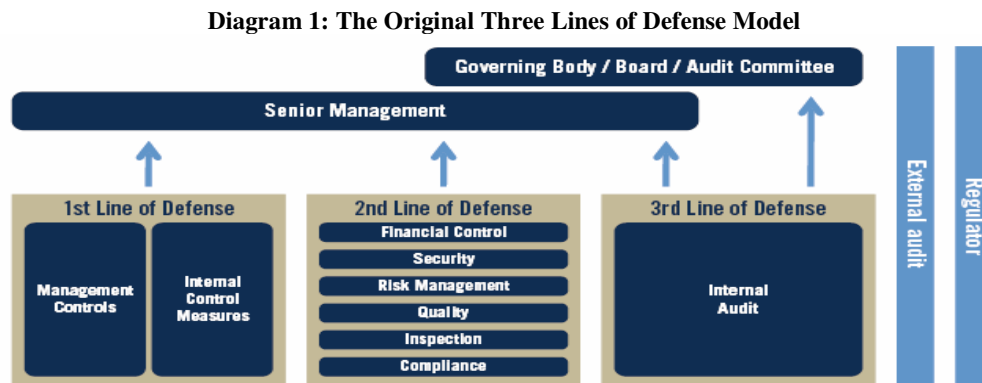 Diagram 1: The Original Three Lines of Defense Model
Governing Body / Board / Audit Committee
Senior Management
1st Line of Defense
Management
Controls
Internal
Control
Measures
2nd Line of Defense
Financial Control
Security
Risk Management
Quality
Inspection
Compliance
3rd Line of Defense
Internal
Audit
External audit
Regulator